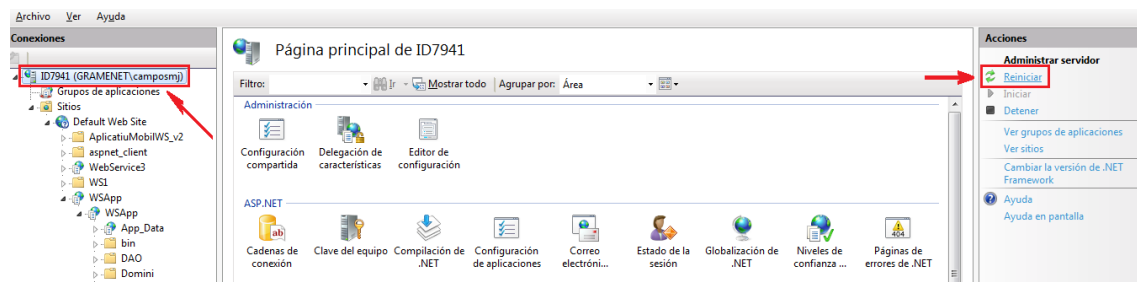 Archivo Ver Ayuda
Conexiones
ID7941 (GRAMENET\camposmj)
Grupos de aplicaciones
Sitios
Default Web Site
AplicatiuMobilWS_v2
aspnet_client
WebService3
WS1
WSApp
WSApp
App_Data
bin
DAO
Domini
Página principal de ID7941
Filtro: Ir Mostrar todo Agrupar por: Área
Administración
Configuración compartida
Delegación de características
Editor de configuración
ASP.NET
Cadenas de conexión
Clave del equipo
Compilación de .NET
Configuración de aplicaciones
Correo electróni...
Estado de la sesión
Globalización de .NET
Niveles de confianza ...
Páginas de errores de .NET
Acciones
Administrar servidor
Reiniciar
Iniciar
Detener
Ver grupos de aplicaciones
Ver sitios
Cambiar la versión de .NET
Framework
Ayuda
Ayuda en pantalla